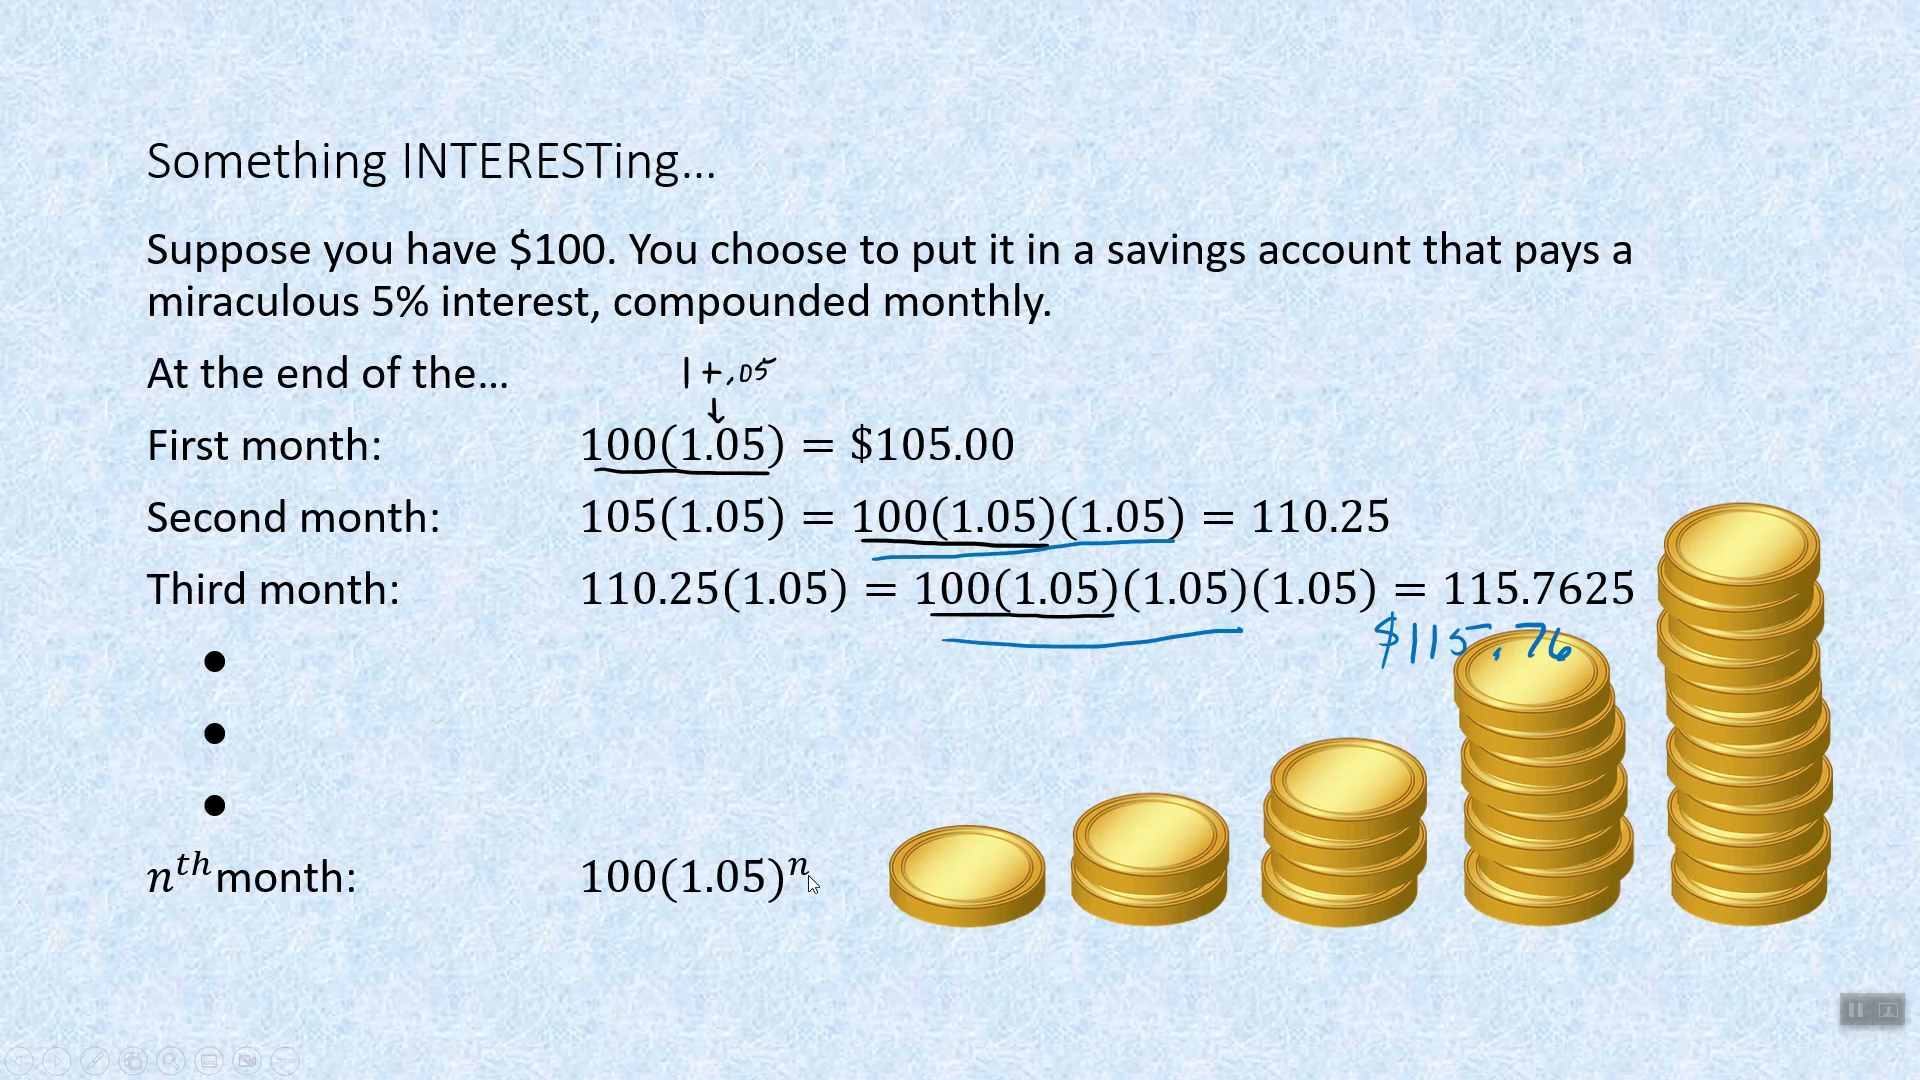 Something INTERESTing...
Suppose you have $100. You choose to put it in a savings account that pays a
miraculous 5% interest, compounded monthly.
At the end of the...
1+.05
↓
First month: 100(1.05) = $105.00
Second month: 105(1.05) = 100(1.05)(1.05) = 110.25
Third month: 110.25(1.05) = 100(1.05)(1.05)(1.05) = 115.7625
$115.76
●
●
●
n^{th} month: 100(1.05)^n